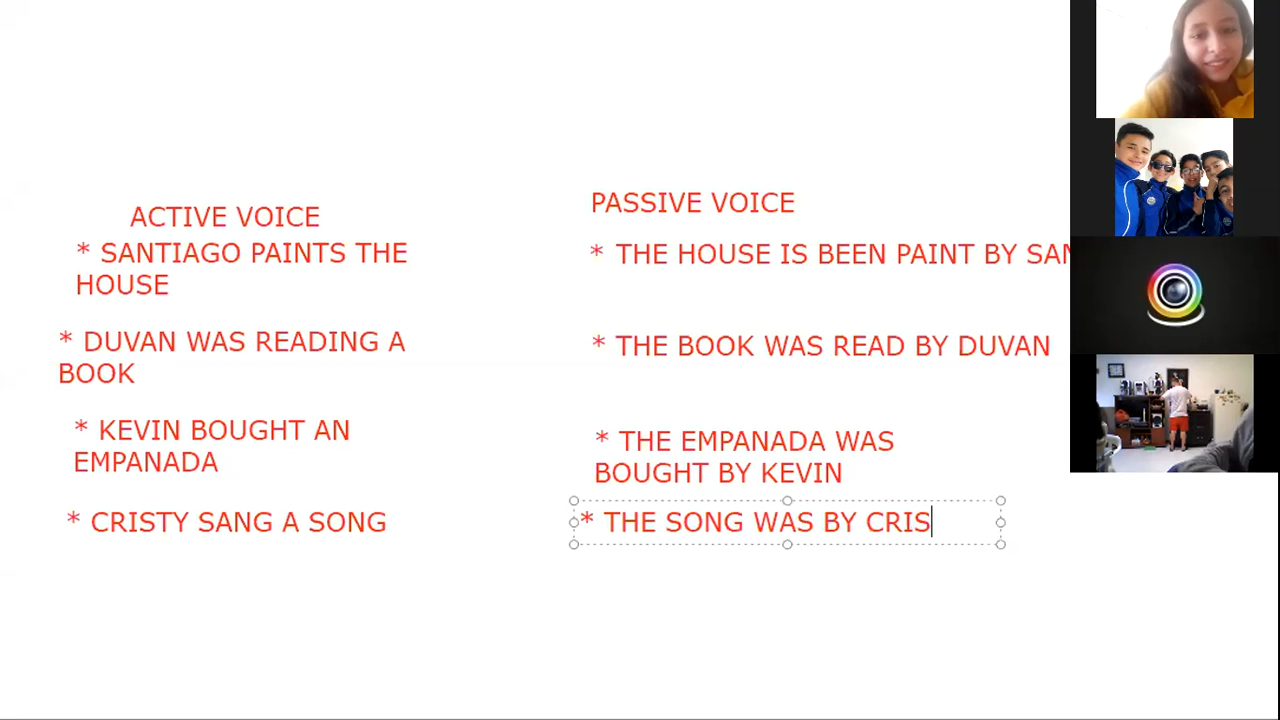 ACTIVE VOICE
* SANTIAGO PAINTS THE
HOUSE
* DUVAN WAS READING A
BOOK
* KEVIN BOUGHT AN
EMPANADA
* CRISTY SANG A SONG
PASSIVE VOICE
* THE HOUSE IS BEEN PAINT BY SAN
* THE BOOK WAS READ BY DUVAN
* THE EMPANADA WAS
BOUGHT BY KEVIN
* THE SONG WAS BY CRIS